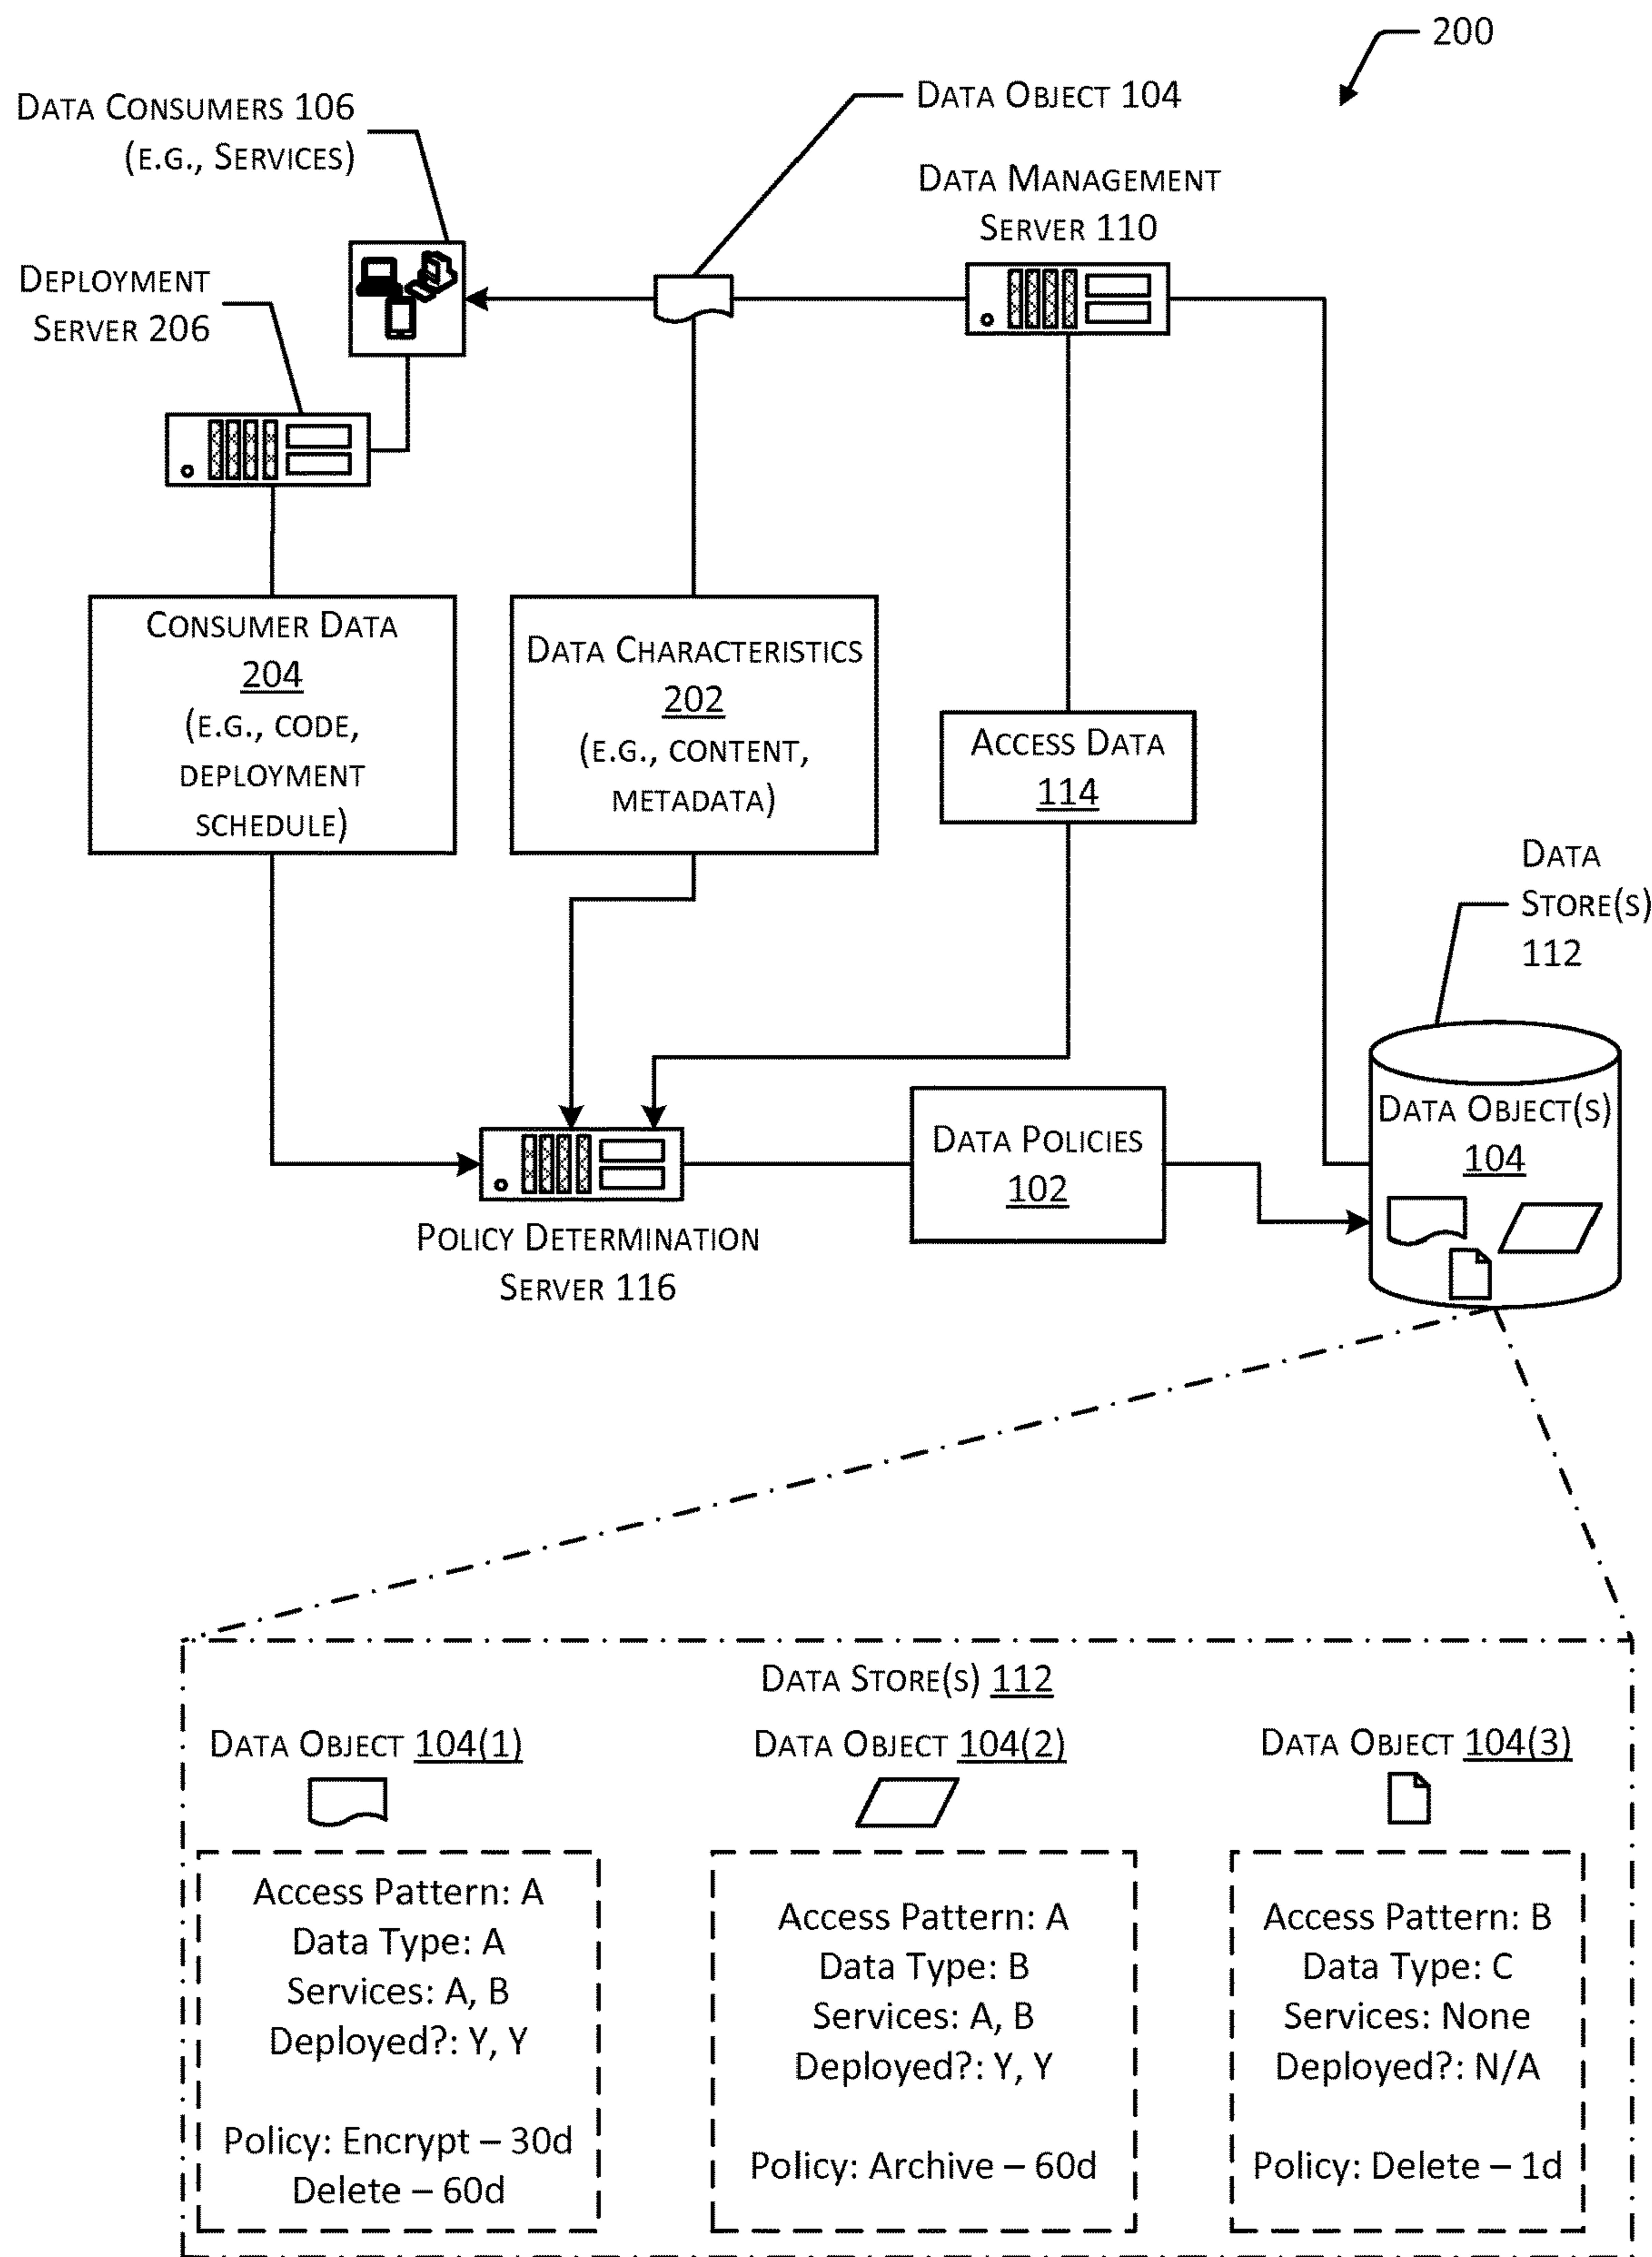 200
DATA CONSUMERS 106
(E.G., SERVICES)
DATA OBJECT 104
DATA MANAGEMENT
SERVER 110
DEPLOYMENT
SERVER 206
CONSUMER DATA
204
(E.G., CODE,
DEPLOYMENT
SCHEDULE)
DATA CHARACTERISTICS
202
(E.G., CONTENT,
METADATA)
ACCESS DATA
114
DATA
STORE(S)
112
DATA OBJECT(S)
104
DATA POLICIES
102
POLICY DETERMINATION
SERVER 116
DATA STORE(S) 112
DATA OBJECT 104(1)
Access Pattern: A
Data Type: A
Services: A, B
Deployed?: Y, Y
Policy: Encrypt – 30d
Delete – 60d
DATA OBJECT 104(2)
Access Pattern: A
Data Type: B
Services: A, B
Deployed?: Y, Y
Policy: Archive – 60d
DATA OBJECT 104(3)
Access Pattern: B
Data Type: C
Services: None
Deployed?: N/A
Policy: Delete – 1d